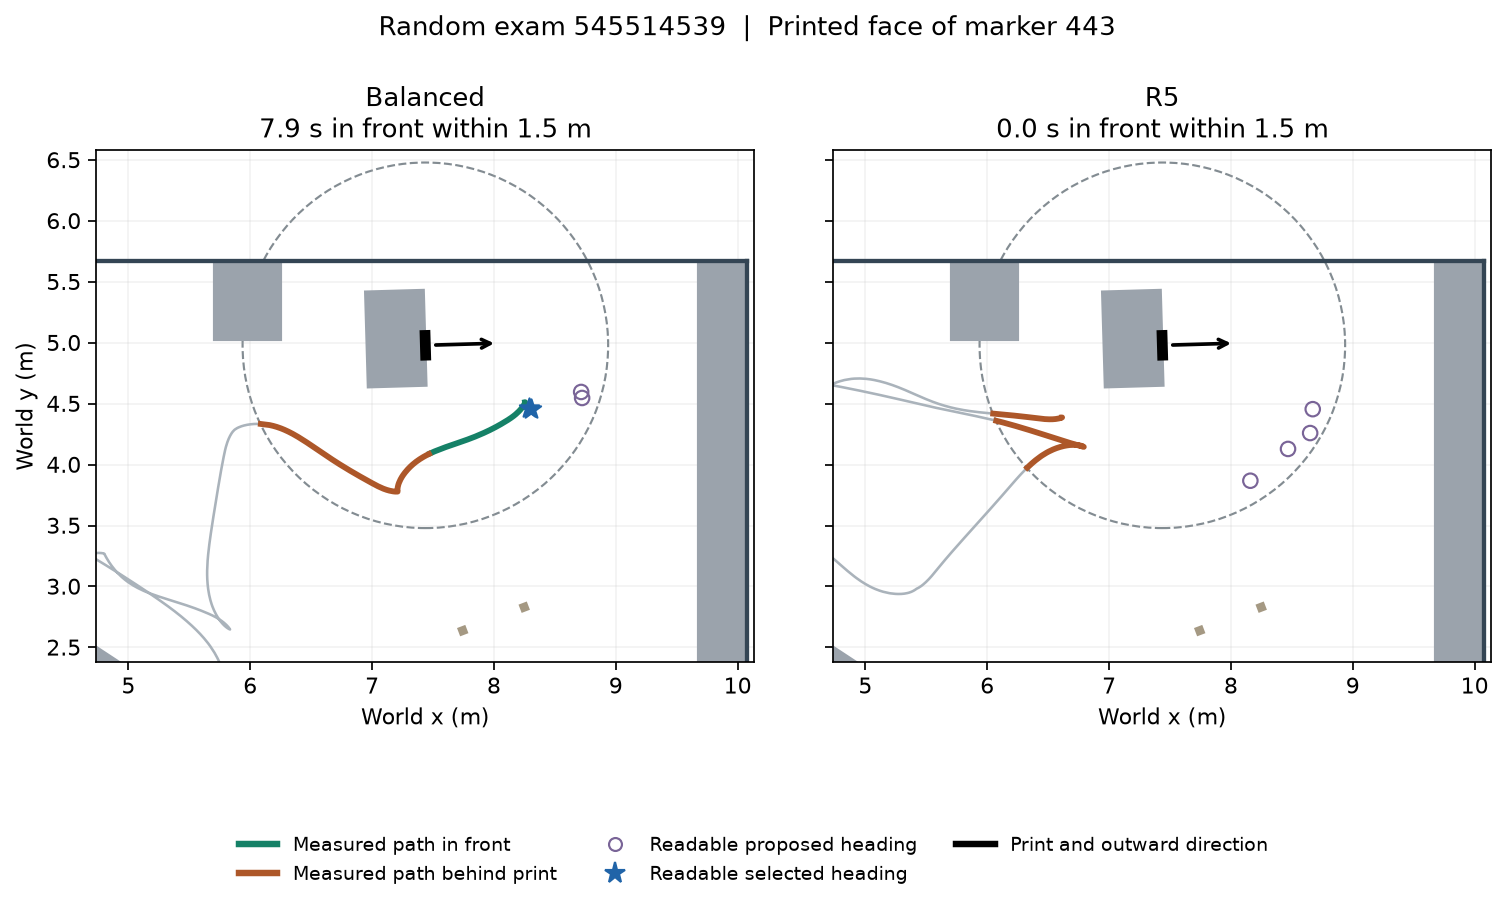 Random exam 545514539 | Printed face of marker 443
Balanced
7.9 s in front within 1.5 m
R5
0.0 s in front within 1.5 m
6.5
6.0
5.5
5.0
4.5
4.0
3.5
3.0
2.5
World y (m)
5 6 7 8 9 10
5 6 7 8 9 10
World x (m)
World x (m)
Measured path in front
Measured path behind print
Readable proposed heading
Readable selected heading
Print and outward direction